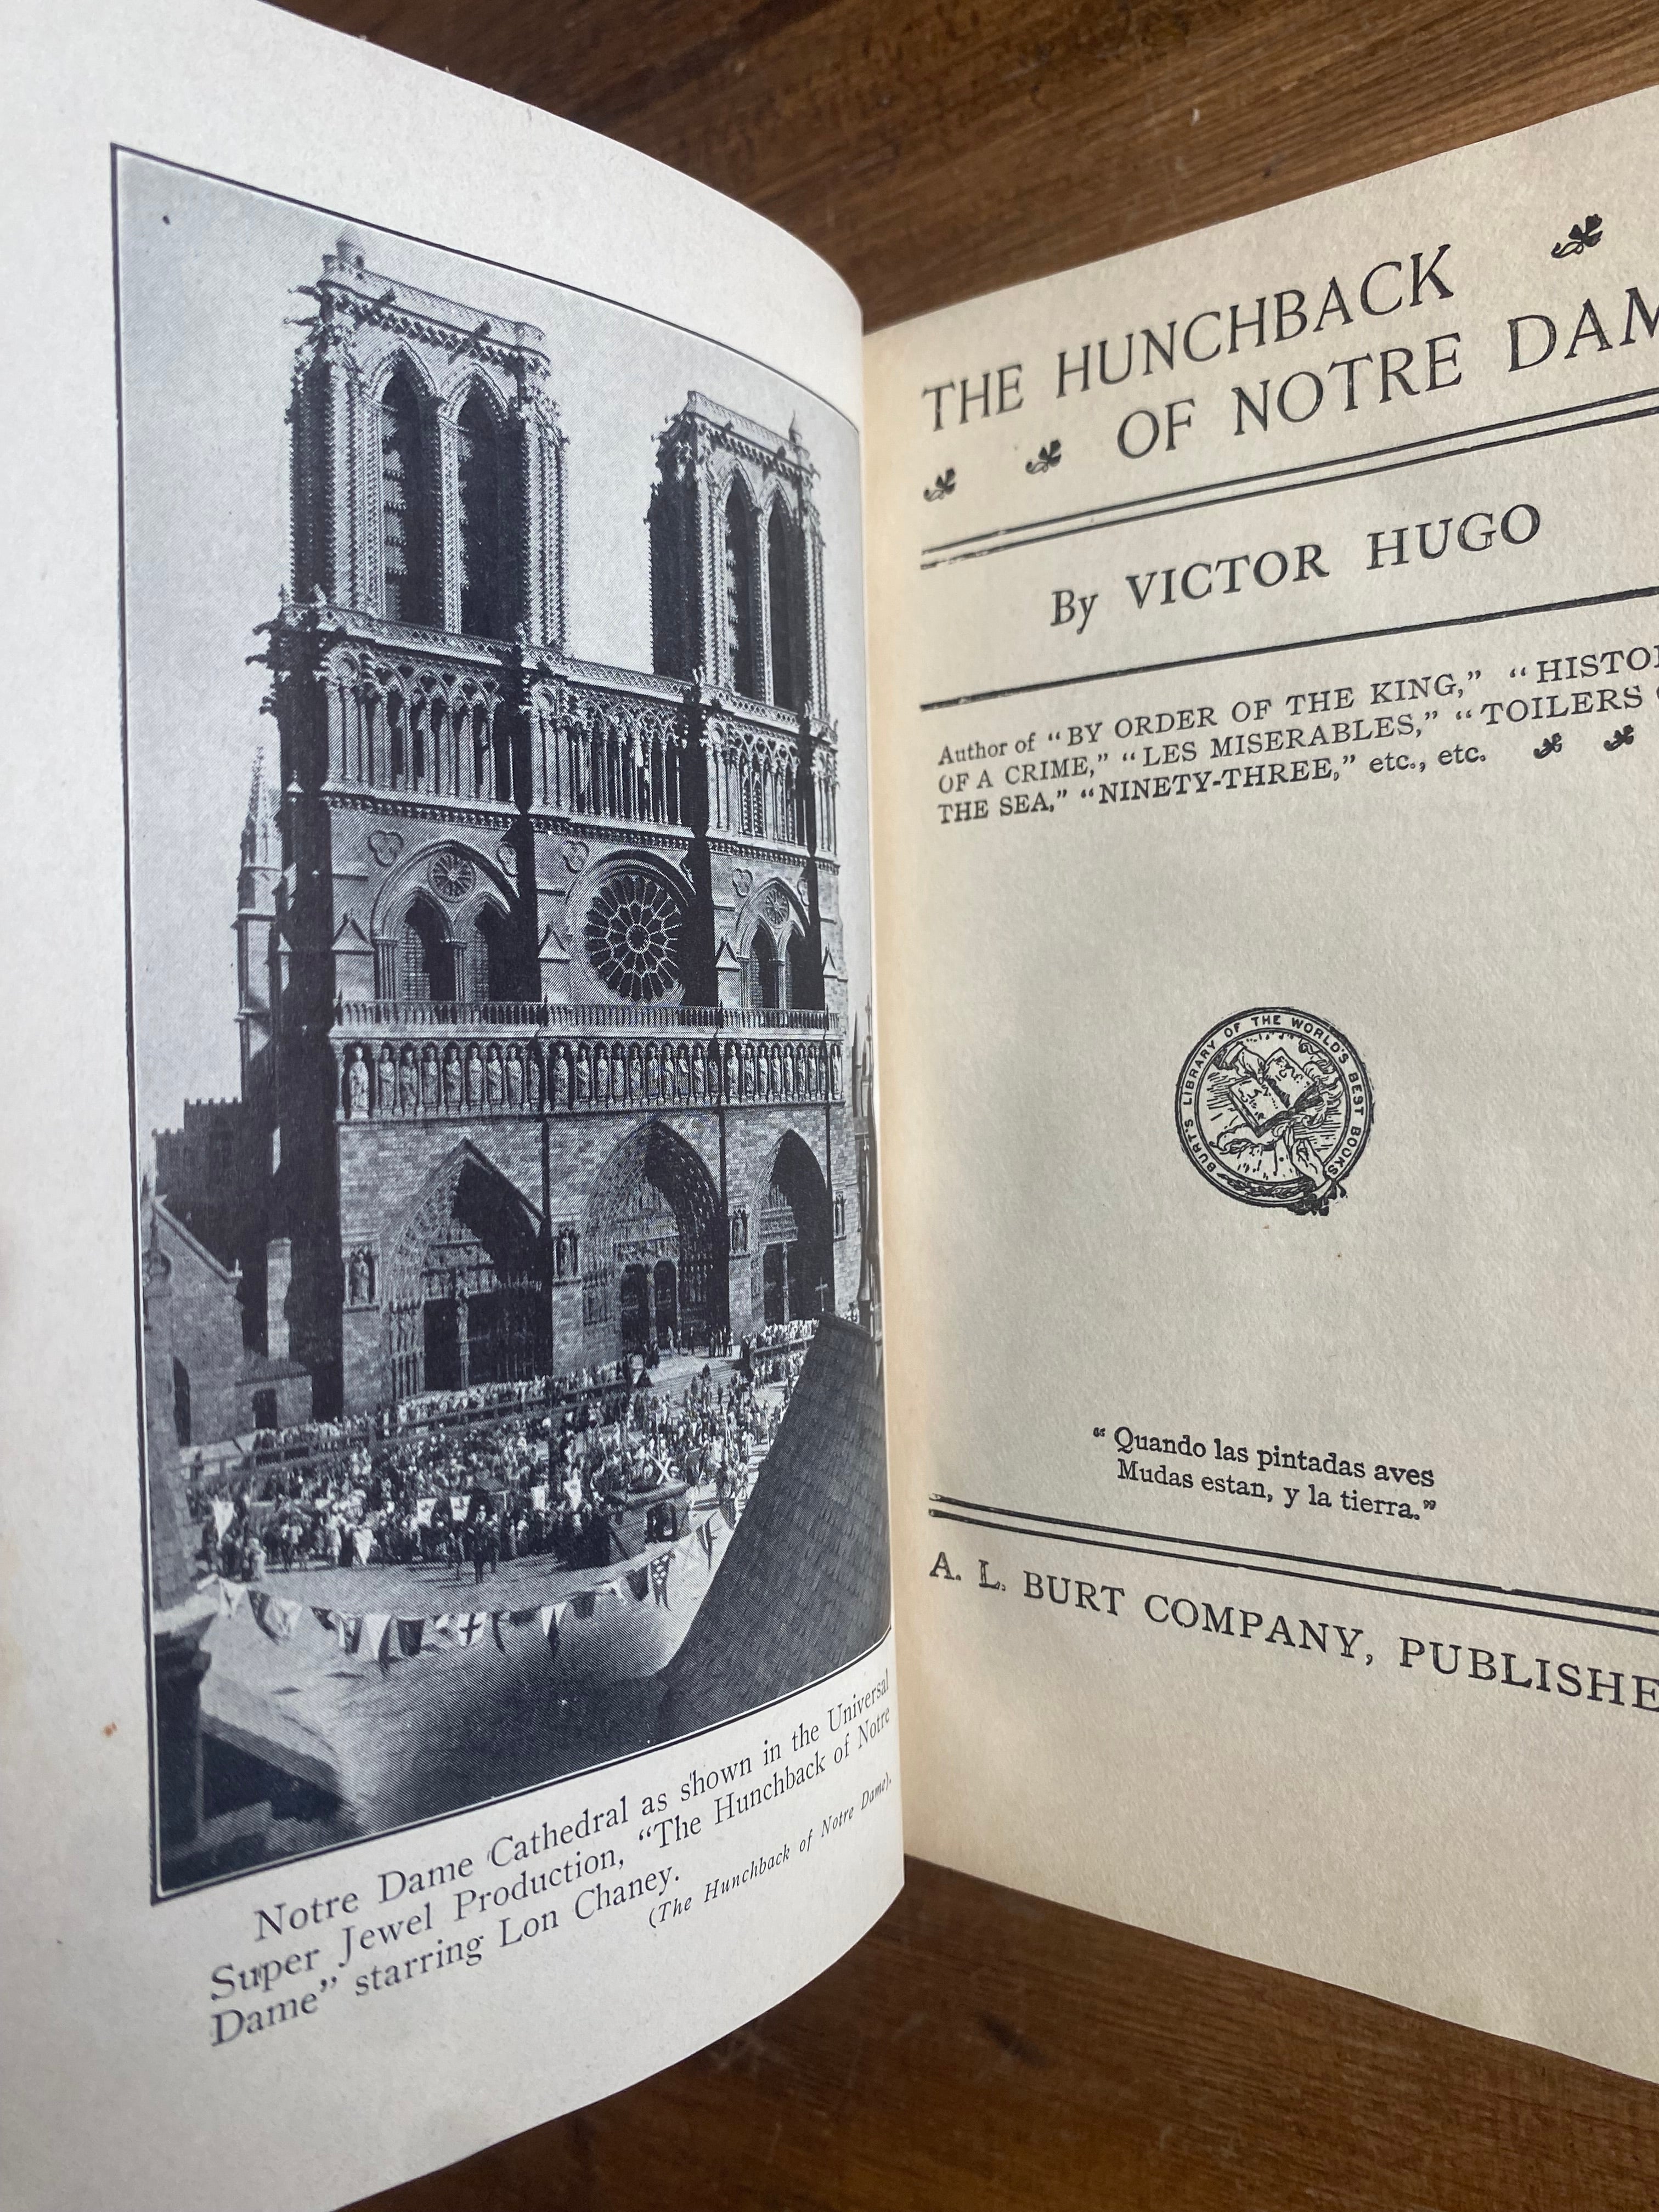 Notre Dame Cathedral as shown in the Universal
Super Jewel Production, “The Hunchback of Notre
Dame” starring Lon Chaney.
(The Hunchback of Notre Dame).
THE HUNCHBACK
OF NOTRE DAM
By VICTOR HUGO
Author of “BY ORDER OF THE KING,” “HISTO
OF A CRIME,” “LES MISERABLES,” “TOILERS
THE SEA,” “NINETY-THREE,” etc., etc.
BURT'S LIBRARY OF THE WORLD'S BEST BOOKS
“Quando las pintadas aves
Mudas estan, y la tierra.”
A. L. BURT COMPANY, PUBLISHE